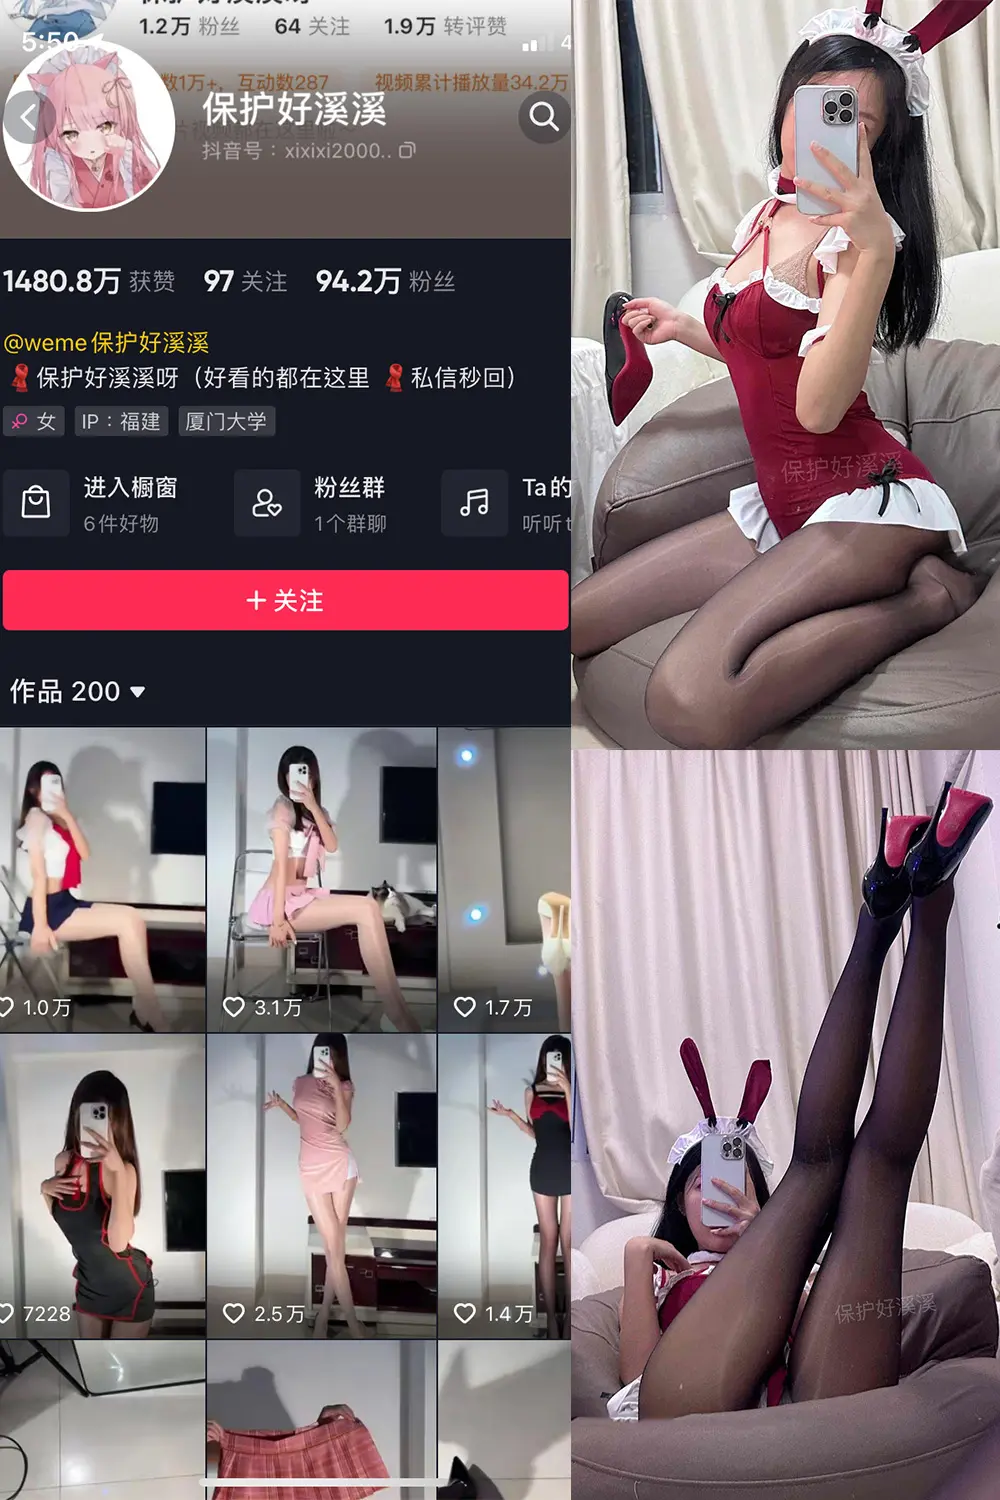 1.2万 粉丝 64 关注 1.9万 转评赞
5:50
数1万+，互动数287 视频累计播放量34.2万
保护好溪溪
抖音号：xixixi2000..
1480.8万 获赞 97 关注 94.2万 粉丝
@weme保护好溪溪
保护好溪溪呀（好看的都在这里 私信秒回）
女 IP：福建 厦门大学
进入橱窗
6件好物
粉丝群
1个群聊
Ta的
听听
+ 关注
作品 200
1.0万
3.1万
1.7万
7228
2.5万
1.4万
保护好溪溪
保护好溪溪